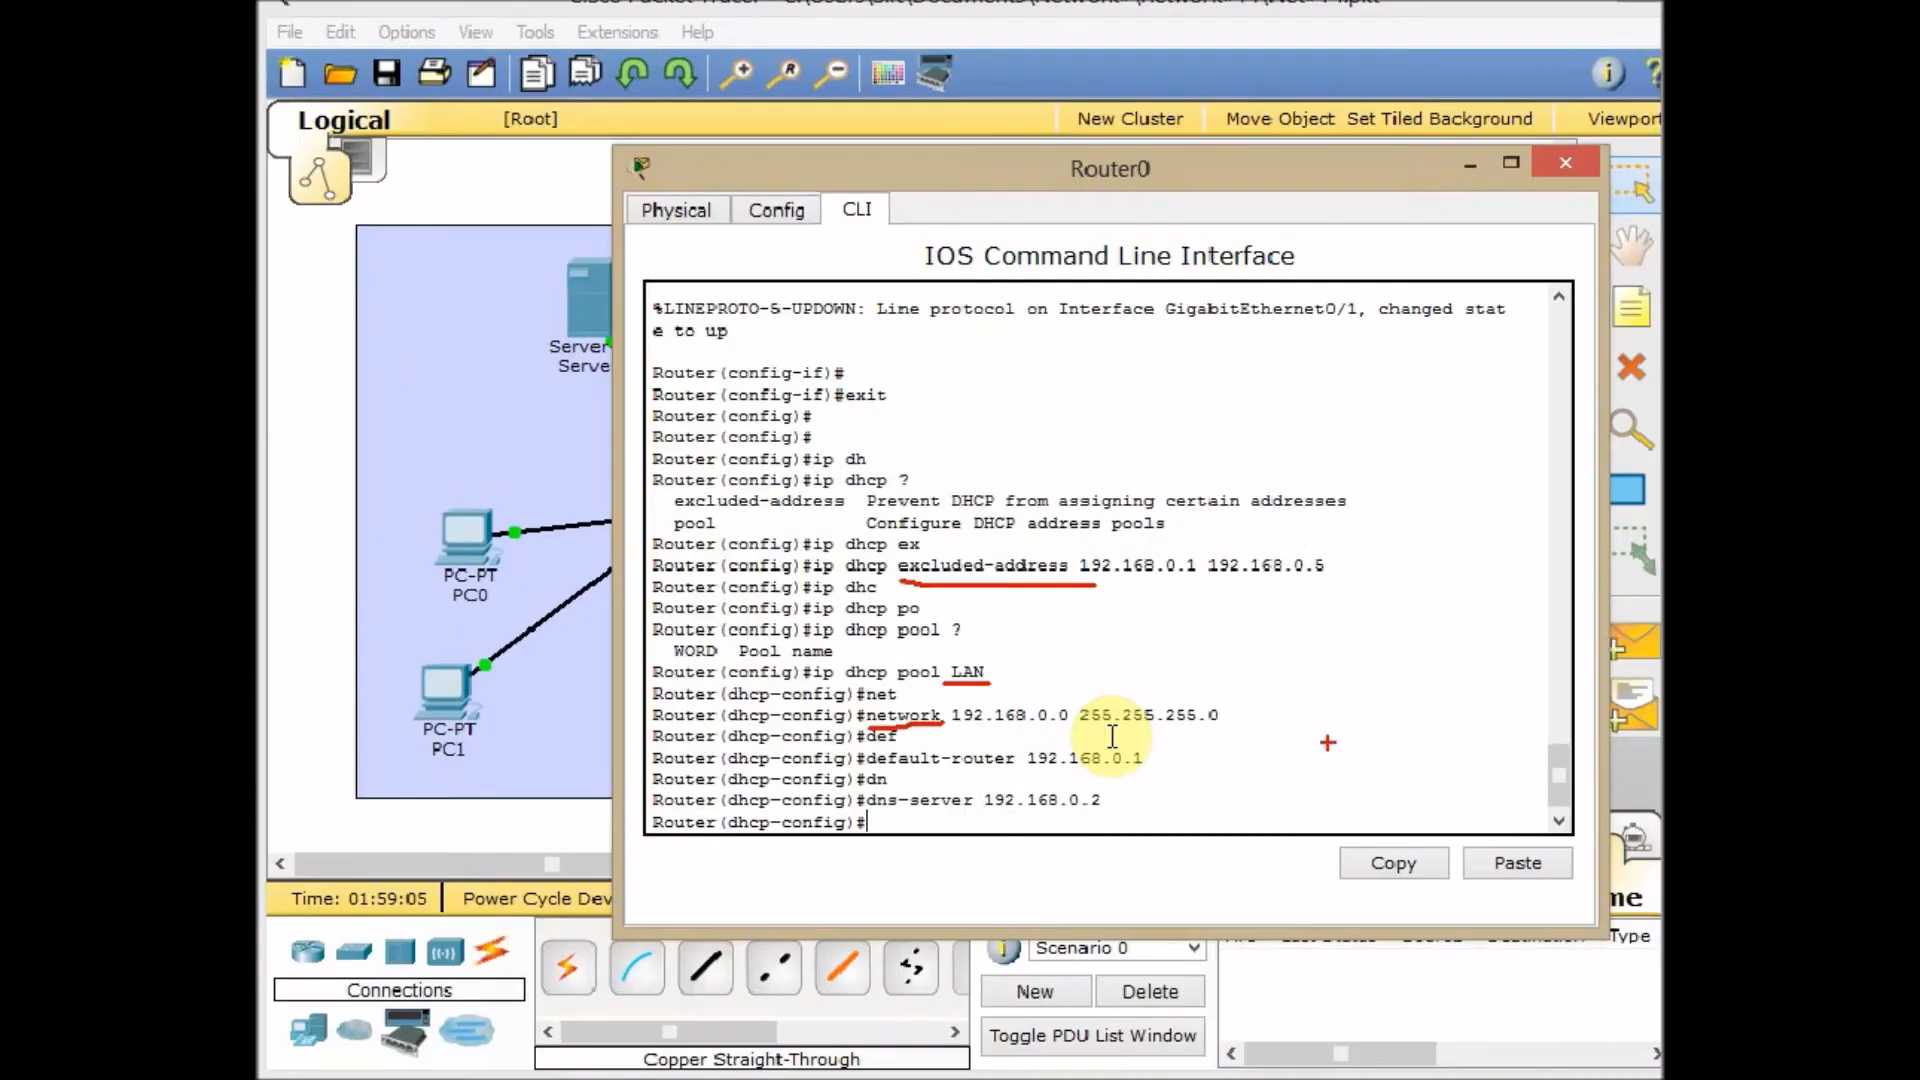 File Edit Options View Tools Extensions Help
Logical [Root] New Cluster Move Object Set Tiled Background Viewport
Router0
Physical Config CLI
IOS Command Line Interface
%LINEPROTO-5-UPDOWN: Line protocol on Interface GigabitEthernet0/1, changed stat
e to up
Router(config-if)#
Router(config-if)#exit
Router(config)#
Router(config)#
Router(config)#ip dh
Router(config)#ip dhcp ?
excluded-address Prevent DHCP from assigning certain addresses
pool Configure DHCP address pools
Router(config)#ip dhcp ex
Router(config)#ip dhcp excluded-address 192.168.0.1 192.168.0.5
Router(config)#ip dhc
Router(config)#ip dhcp po
Router(config)#ip dhcp pool ?
WORD Pool name
Router(config)#ip dhcp pool LAN
Router(dhcp-config)#net
Router(dhcp-config)#network 192.168.0.0 255.255.255.0
Router(dhcp-config)#def
Router(dhcp-config)#default-router 192.168.0.1
Router(dhcp-config)#dn
Router(dhcp-config)#dns-server 192.168.0.2
Router(dhcp-config)#
Copy Paste
Server
Serve
PC-PT
PC0
PC-PT
PC1
Time: 01:59:05 Power Cycle Dev
me
Connections
Copper Straight-Through
Scenario 0
New Delete
Toggle PDU List Window
Type